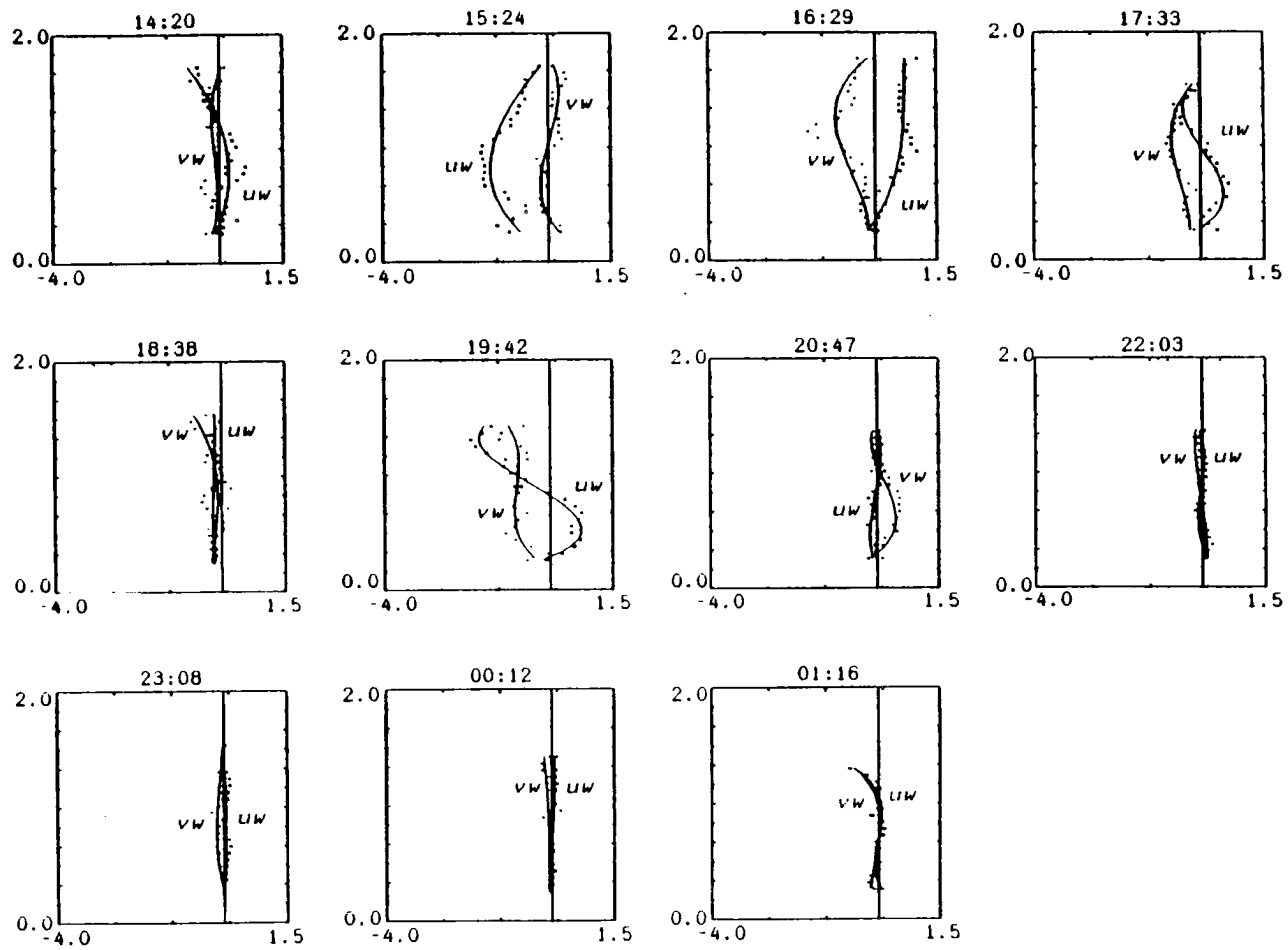 14:20 15:24 16:29 17:33
2.0 2.0 2.0 2.0
vw uw uw vw vw uw vw uw
0.0 0.0 0.0 0.0
-4.0 1.5 -4.0 1.5 -4.0 1.5 -4.0 1.5
18:38 19:42 20:47 22:03
2.0 2.0 2.0 2.0
vw uw vw uw uw vw vw uw
0.0 0.0 0.0 0.0
-4.0 1.5 -4.0 1.5 -4.0 1.5 -4.0 1.5
23:08 00:12 01:16
2.0 2.0 2.0
vw uw vw uw vw uw
0.0 0.0 0.0
-4.0 1.5 -4.0 1.5 -4.0 1.5